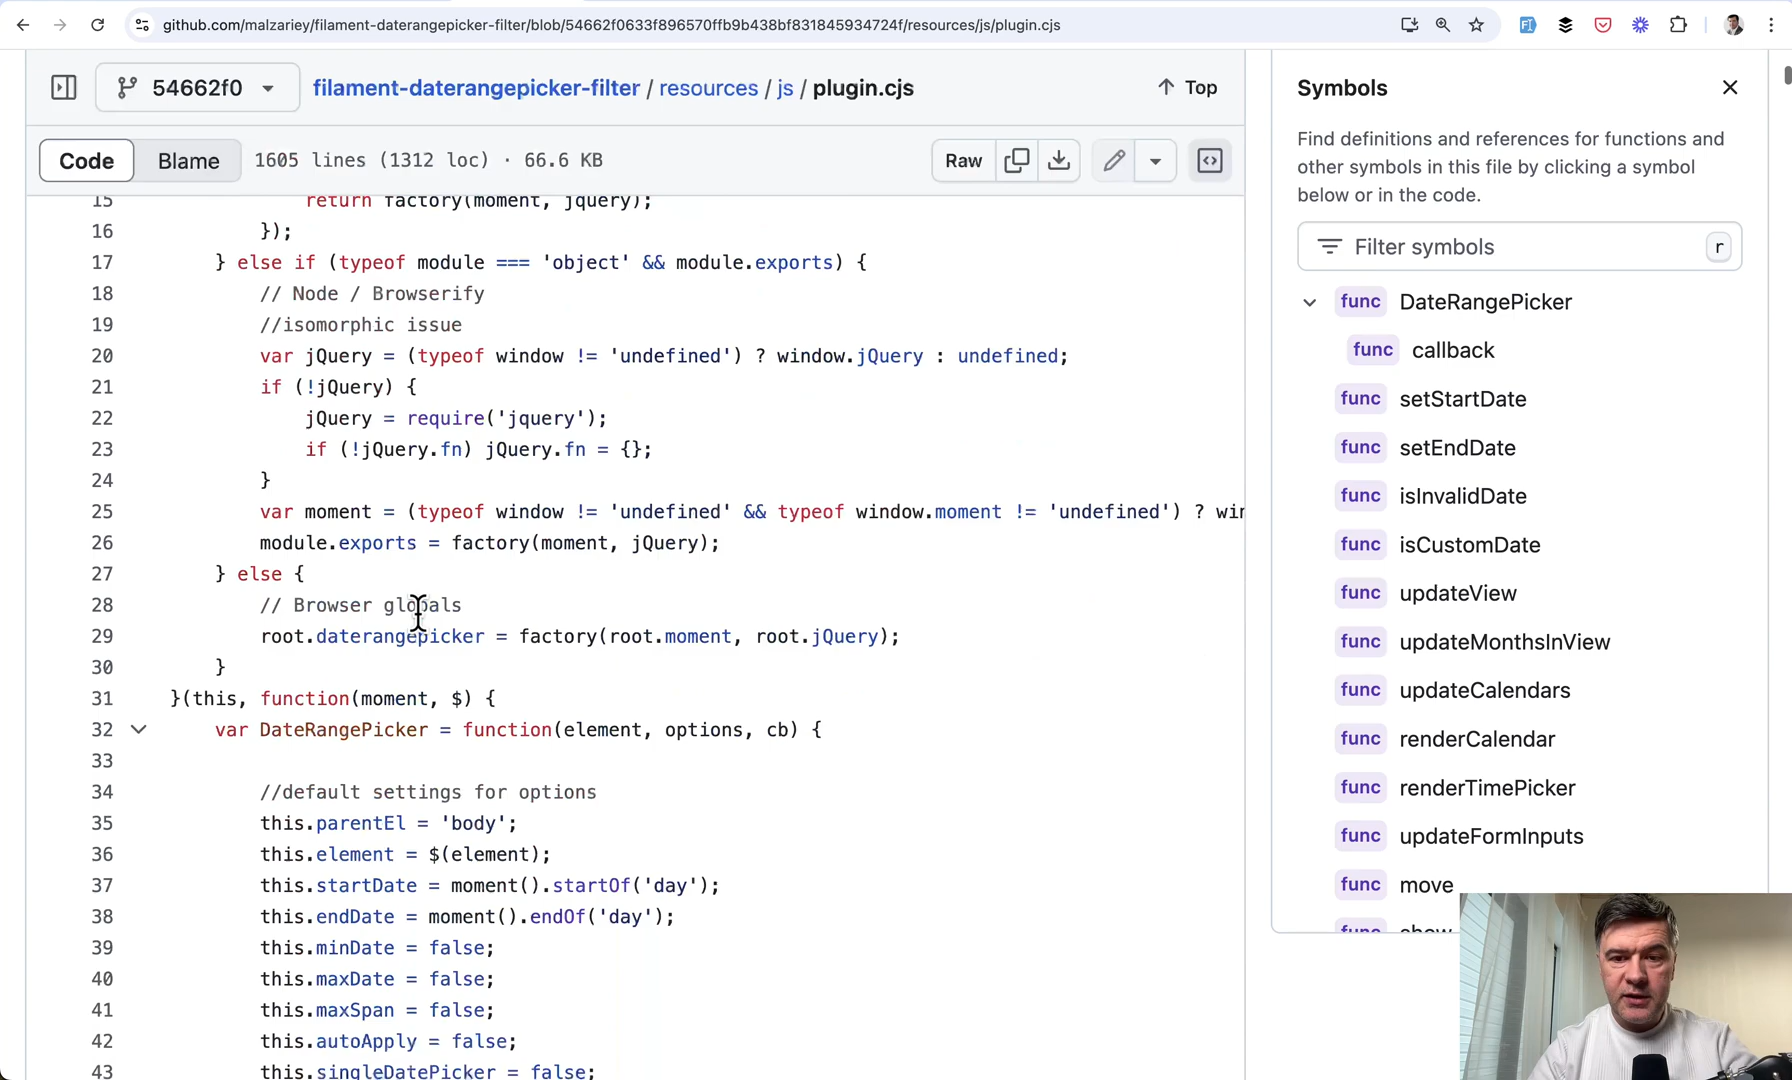 github.com/malzariey/filament-daterangepicker-filter/blob/54662f0633f896570ffb9b438bf831845934724f/resources/js/plugin.cjs
54662f0
filament-daterangepicker-filter / resources / js / plugin.cjs
Top
Code
Blame
1605 lines (1312 loc) · 66.6 KB
Raw
15 return factory(moment, jquery);
16 });
17 } else if (typeof module === 'object' && module.exports) {
18 // Node / Browserify
19 //isomorphic issue
20 var jQuery = (typeof window != 'undefined') ? window.jQuery : undefined;
21 if (!jQuery) {
22 jQuery = require('jquery');
23 if (!jQuery.fn) jQuery.fn = {};
24 }
25 var moment = (typeof window != 'undefined' && typeof window.moment != 'undefined') ? win
26 module.exports = factory(moment, jQuery);
27 } else {
28 // Browser globals
29 root.daterangepicker = factory(root.moment, root.jQuery);
30 }
31 }(this, function(moment, $) {
32 var DateRangePicker = function(element, options, cb) {
33
34 //default settings for options
35 this.parentEl = 'body';
36 this.element = $(element);
37 this.startDate = moment().startOf('day');
38 this.endDate = moment().endOf('day');
39 this.minDate = false;
40 this.maxDate = false;
41 this.maxSpan = false;
42 this.autoApply = false;
43 this.singleDatePicker = false;
Symbols
Find definitions and references for functions and
other symbols in this file by clicking a symbol
below or in the code.
Filter symbols
r
func DateRangePicker
func callback
func setStartDate
func setEndDate
func isInvalidDate
func isCustomDate
func updateView
func updateMonthsInView
func updateCalendars
func renderCalendar
func renderTimePicker
func updateFormInputs
func move
func show